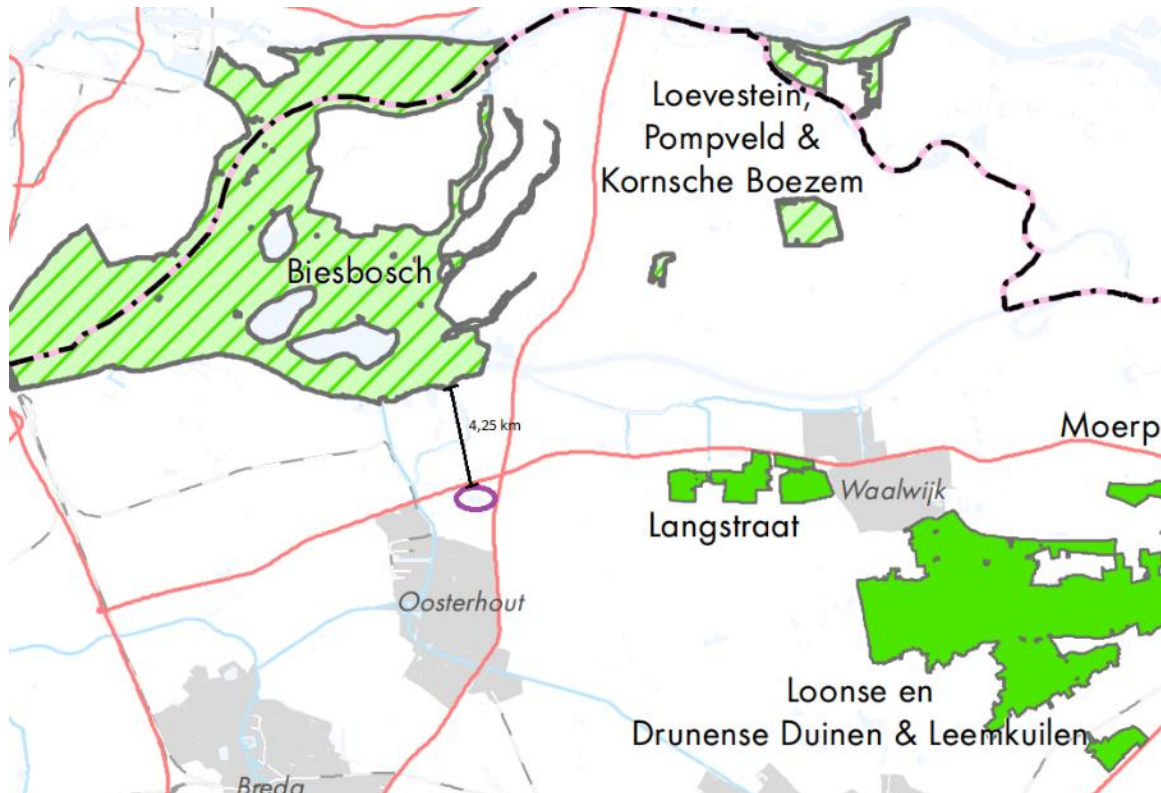 Loevestein,
Pompveld &
Kornsche Boezem
Biesbosch
4,25 km
Moerp
Waalwijk
Langstraat
Oosterhout
Loonse en
Drunense Duinen & Leemkuilen
Breda